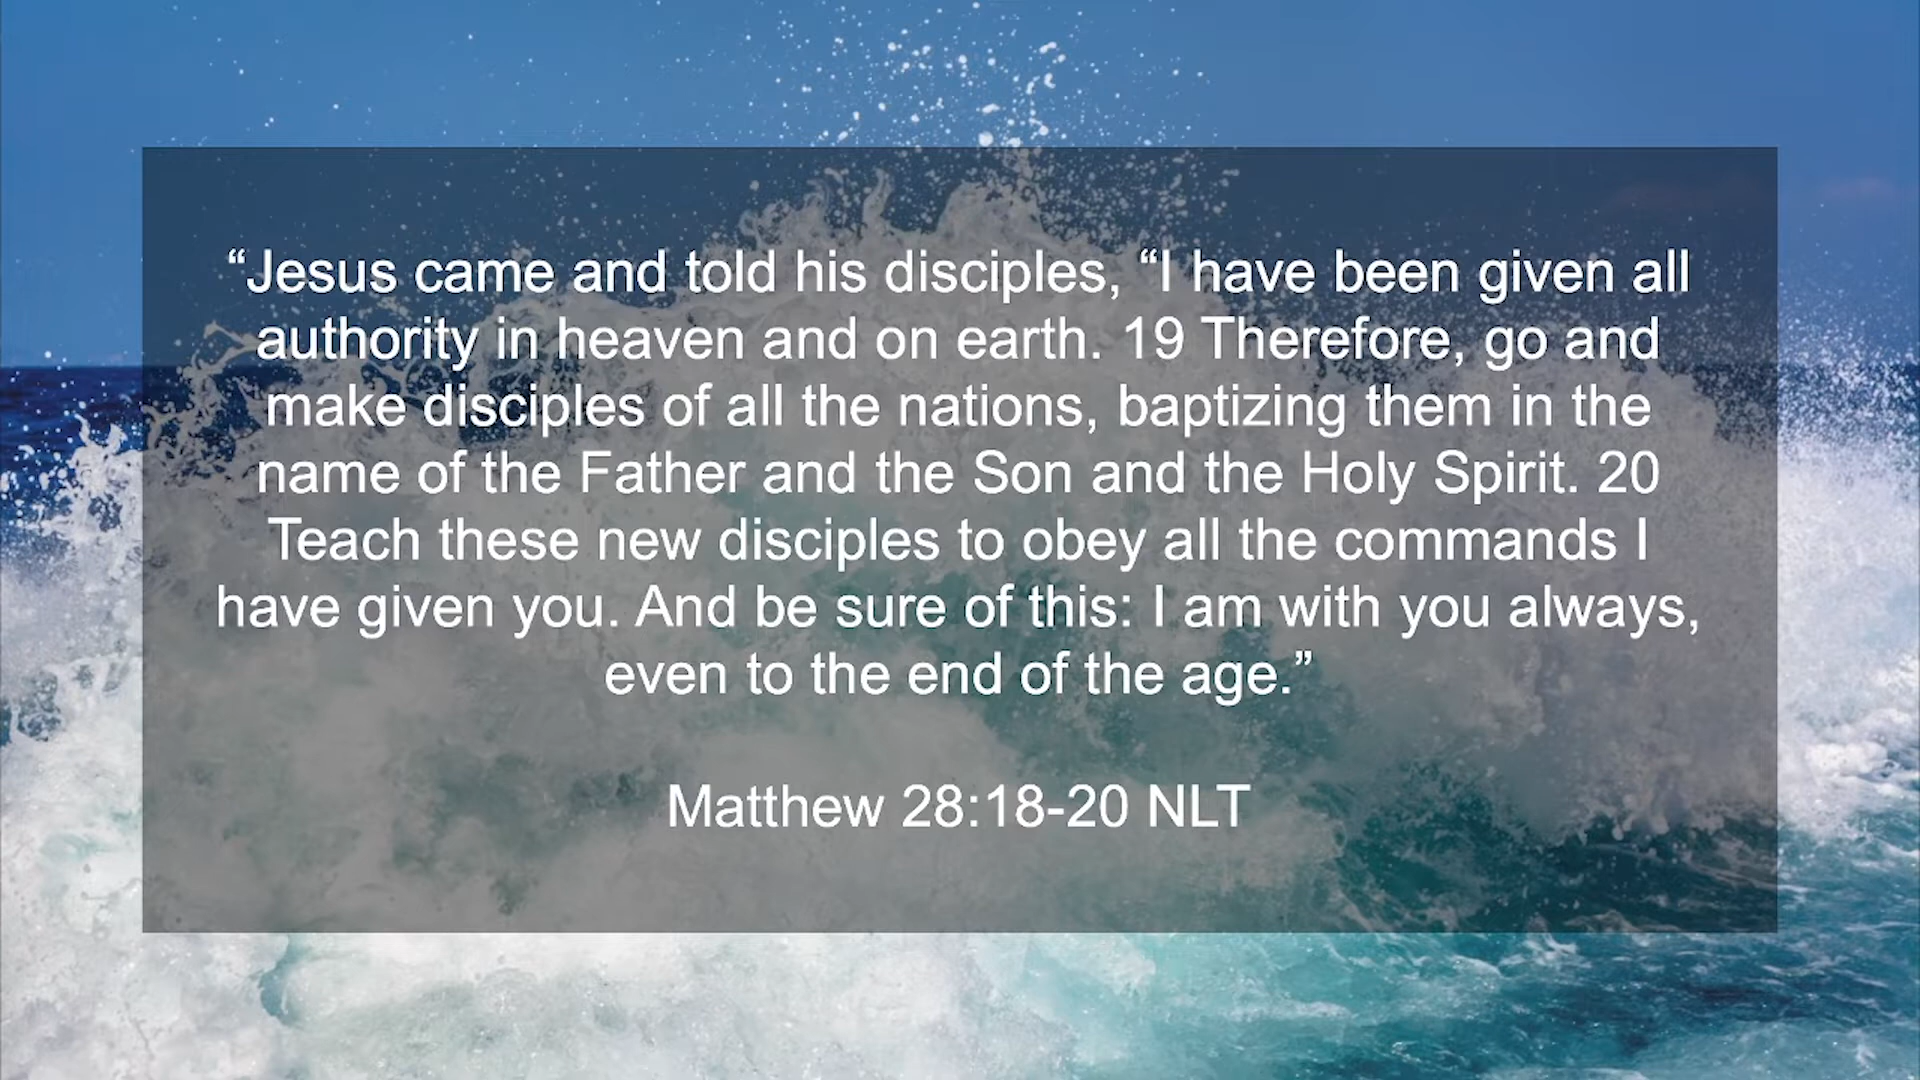 “Jesus came and told his disciples, “I have been given all
authority in heaven and on earth. 19 Therefore, go and
make disciples of all the nations, baptizing them in the
name of the Father and the Son and the Holy Spirit. 20
Teach these new disciples to obey all the commands I
have given you. And be sure of this: I am with you always,
even to the end of the age.”
Matthew 28:18-20 NLT